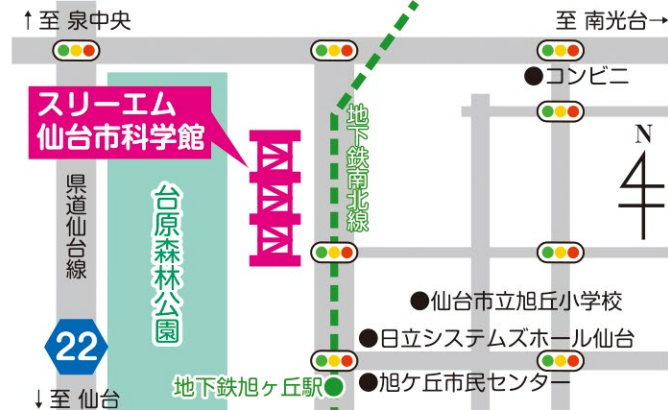 ↑至 泉中央
至 南光台→
コンビニ
スリーエム
仙台市科学館
地下鉄南北線
N
県道仙台線
台原森林公園
仙台市立旭丘小学校
日立システムズホール仙台
22
旭ケ丘市民センター
地下鉄旭ヶ丘駅
↓至 仙台